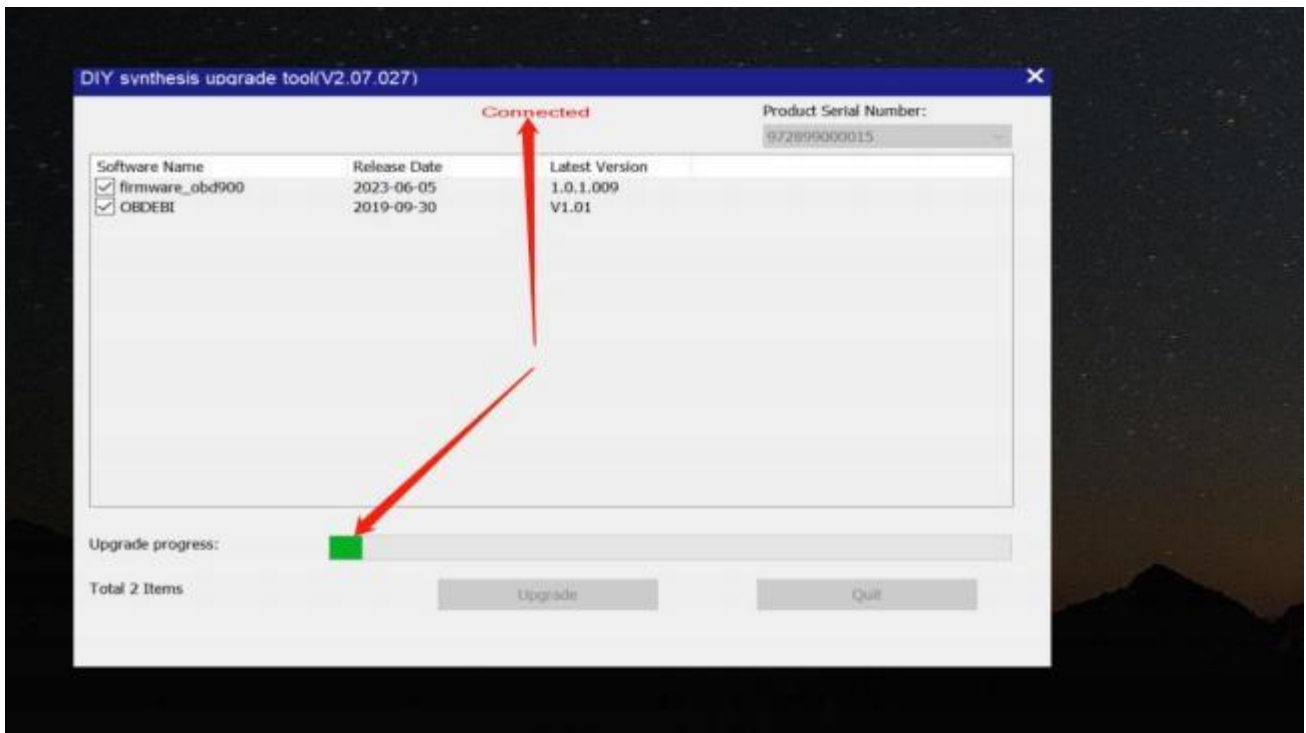 DIY synthesis upgrade tool(V2.07.027)
Connected
Product Serial Number:
972899000015
Software Name Release Date Latest Version
firmware_obd900 2023-06-05 1.0.1.009
OBDEBI 2019-09-30 V1.01
Upgrade progress:
Total 2 Items
Upgrade
Quit